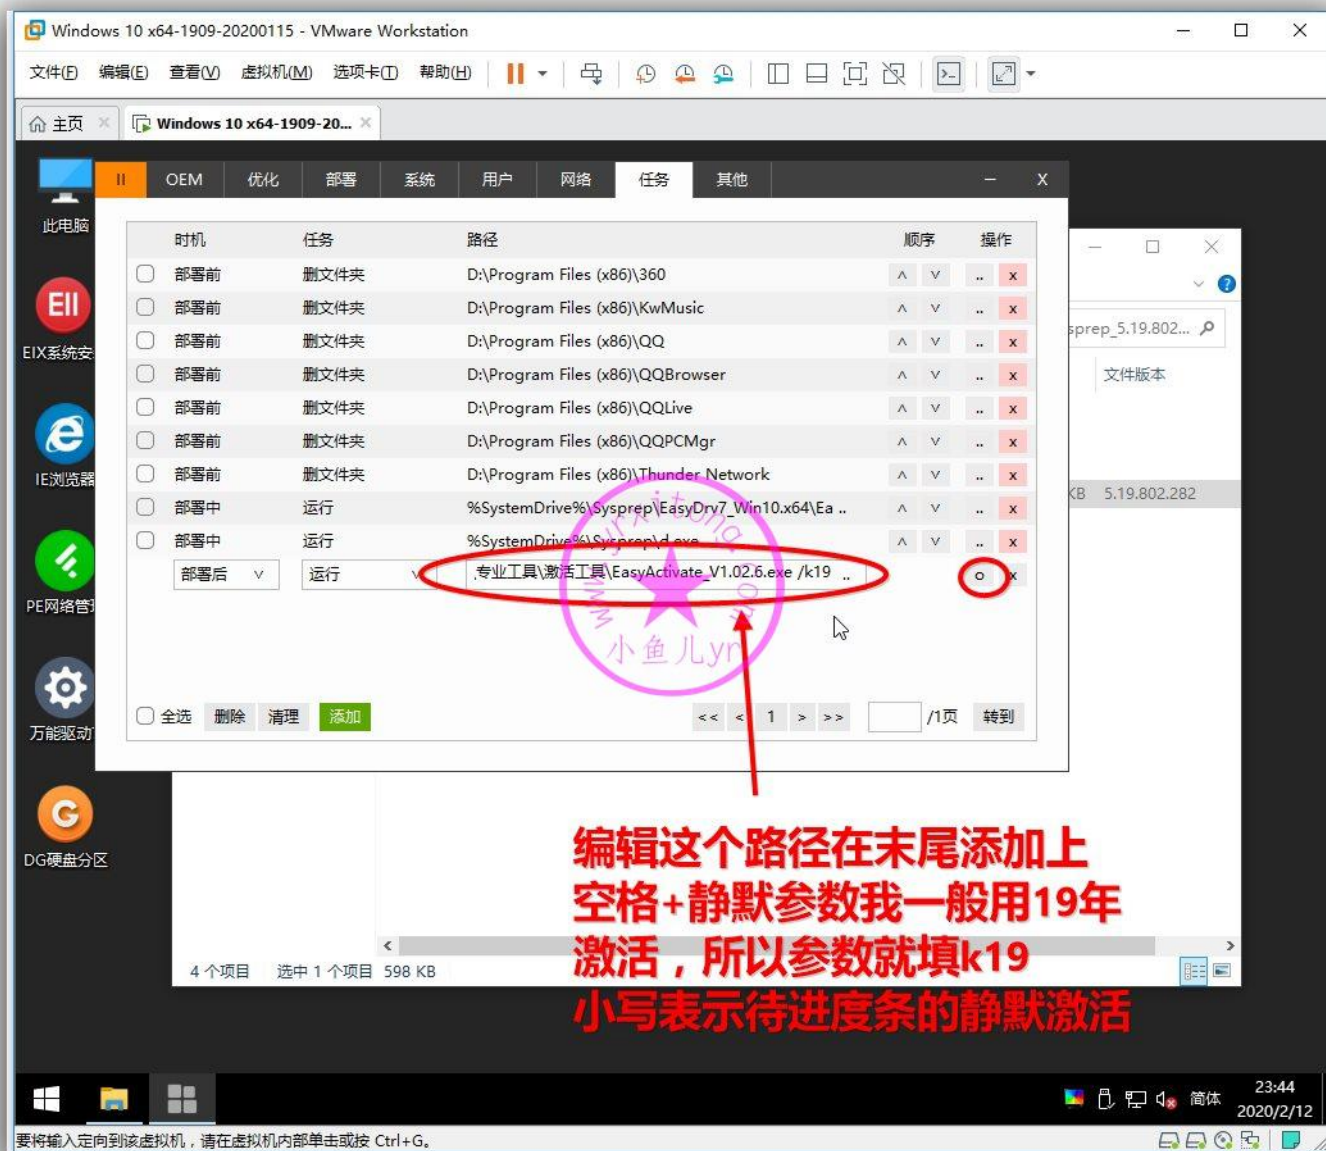 Windows 10 x64-1909-20200115 - VMware Workstation
文件(F) 编辑(E) 查看(V) 虚拟机(M) 选项卡(T) 帮助(H)
主页 Windows 10 x64-1909-20...
OEM 优化 部署 系统 用户 网络 任务 其他 X
此电脑
时机 任务 路径 顺序 操作
部署前 删文件夹 D:\Program Files (x86)\360
部署前 删文件夹 D:\Program Files (x86)\KwMusic
EII
sprep_5.19.802...
部署前 删文件夹 D:\Program Files (x86)\QQ
EIX系统安
部署前 删文件夹 D:\Program Files (x86)\QQBrowser
文件版本
部署前 删文件夹 D:\Program Files (x86)\QQLive
部署前 删文件夹 D:\Program Files (x86)\QQPCMgr
部署前 删文件夹 D:\Program Files (x86)\Thunder Network
IE浏览器
KB 5.19.802.282
部署中 运行 %SystemDrive%\Sysprep\EasyDrv7_Win10.x64\Ea ..
部署中 运行 %SystemDrive%\Sysprep\d.exe
部署后 运行 专业工具\激活工具\EasyActivate_V1.02.6.exe /k19 .. o x
PE网络管
www.yrxitong.com
小鱼儿yr
全选 删除 清理 添加 << < 1 > >> /1页 转到
万能驱动
G
DG硬盘分区
编辑这个路径在末尾添加上
空格+静默参数我一般用19年
激活，所以参数就填k19
小写表示待进度条的静默激活
4 个项目 选中 1 个项目 598 KB
简体
23:44
2020/2/12
要将输入定向到该虚拟机，请在虚拟机内部单击或按 Ctrl+G。